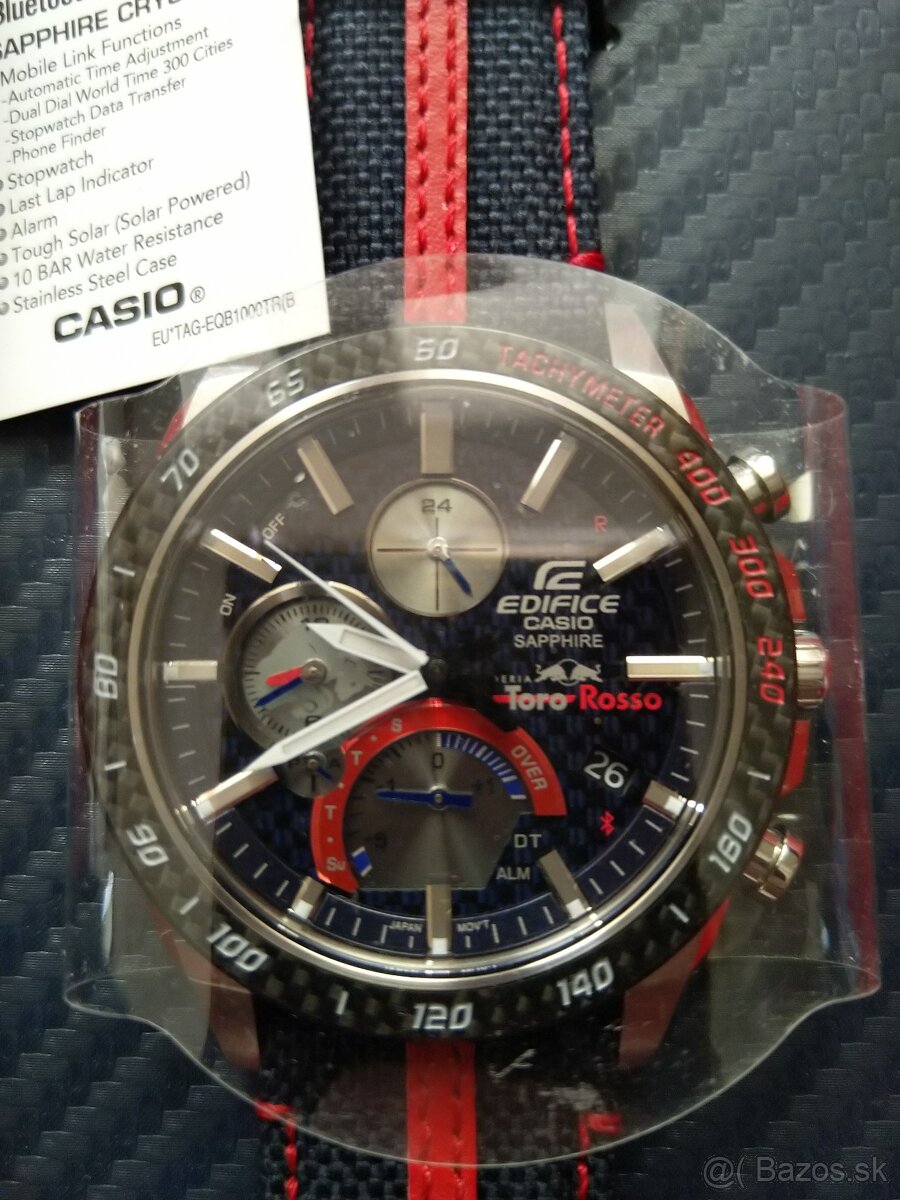 SAPPHIRE
Mobile Link Functions
-Automatic Time Adjustment
-Dual Dial World Time 300 Cities
-Stopwatch Data Transfer
-Phone Finder
Stopwatch
Last Lap Indicator
Alarm
Tough Solar (Solar Powered)
10 BAR Water Resistance
Stainless Steel Case
CASIO®
EU*TAG-EQB1000TR(B
60 TACHYMETER
65
400
70
24
OFF
R
300
ON
EDIFICE
CASIO
SAPPHIRE
80
240
Toro Rosso
S
T
0
OVER
26
T
DT
90
160
Su
ALM
JAPAN MOV'T
100
140
120
@( Bazos.sk